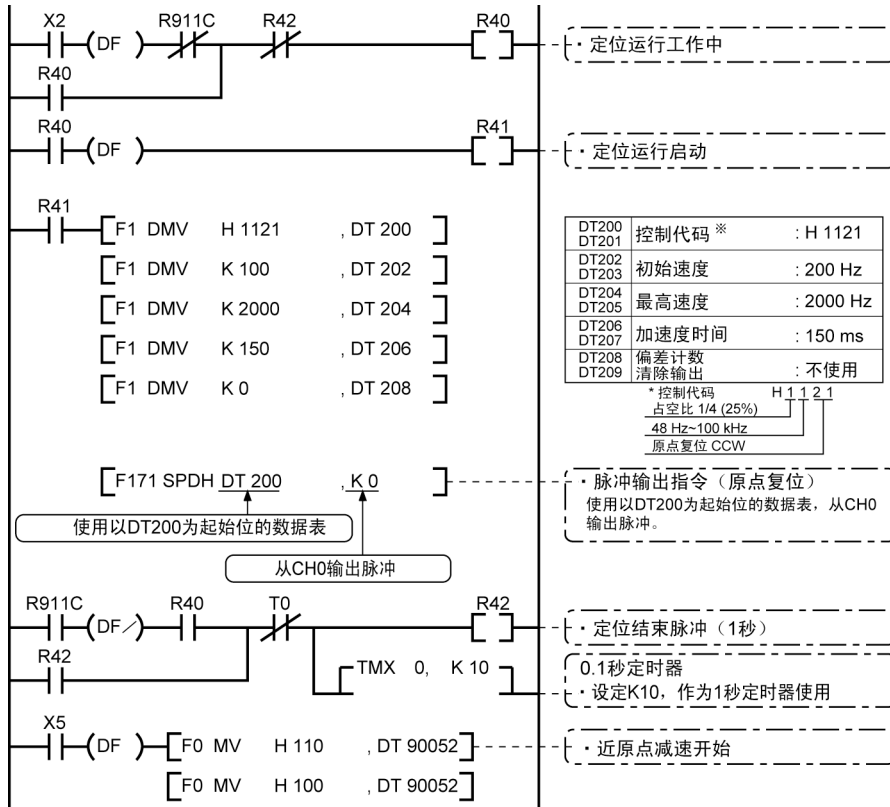 X2 R911C R42 R40
(DF )
· 定位运行工作中
R40
R40 R41
(DF )
· 定位运行启动
R41
F1 DMV H 1121 , DT 200
F1 DMV K 100 , DT 202
F1 DMV K 2000 , DT 204
F1 DMV K 150 , DT 206
F1 DMV K 0 , DT 208
DT200
DT201
控制代码 ※ : H 1121
DT202
DT203
初始速度 : 200 Hz
DT204
DT205
最高速度 : 2000 Hz
DT206
DT207
加速度时间 : 150 ms
DT208
DT209
偏差计数
清除输出
: 不使用
* 控制代码 H 1 1 2 1
占空比 1/4 (25%)
48 Hz~100 kHz
原点复位 CCW
F171 SPDH DT 200 , K 0
· 脉冲输出指令（原点复位）
使用以DT200为起始位的数据表，从CH0
输出脉冲。
使用以DT200为起始位的数据表
从CH0输出脉冲
R911C R40 T0 R42
(DF/)
· 定位结束脉冲（1秒）
R42
TMX 0, K 10
0.1秒定时器
· 设定K10，作为1秒定时器使用
X5
(DF ) F0 MV H 110 , DT 90052
· 近原点减速开始
F0 MV H 100 , DT 90052